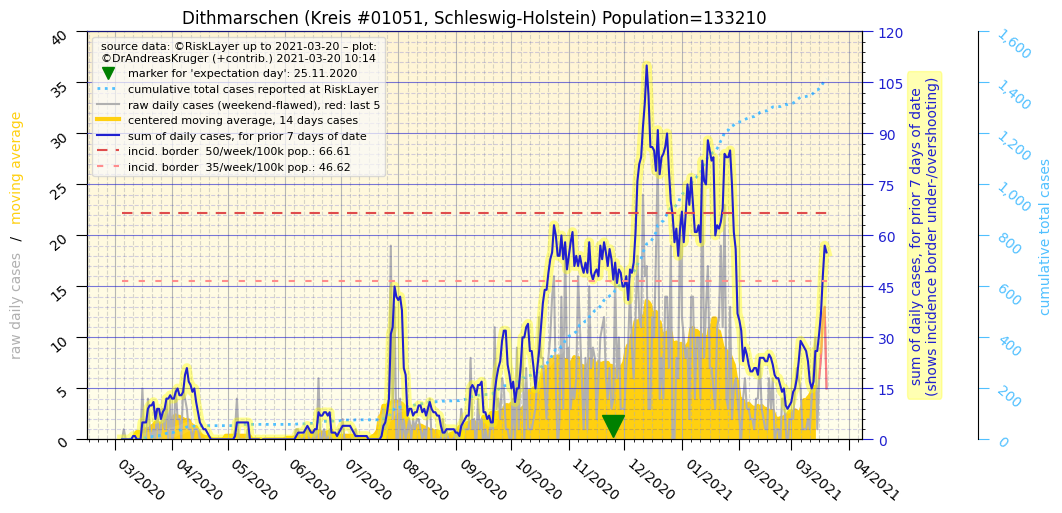 Dithmarschen (Kreis #01051, Schleswig-Holstein) Population=133210
source data: ©RiskLayer up to 2021-03-20 – plot:
©DrAndreasKruger (+contrib.) 2021-03-20 10:14
marker for 'expectation day': 25.11.2020
cumulative total cases reported at RiskLayer
raw daily cases (weekend-flawed), red: last 5
centered moving average, 14 days cases
sum of daily cases, for prior 7 days of date
incid. border  50/week/100k pop.: 66.61
incid. border  35/week/100k pop.: 46.62
raw daily cases   /   moving average
40
35
30
25
20
15
10
5
0
03/2020
04/2020
05/2020
06/2020
07/2020
08/2020
09/2020
10/2020
11/2020
12/2020
01/2021
02/2021
03/2021
04/2021
120
105
90
75
60
45
30
15
0
sum of daily cases, for prior 7 days of date
(shows incidence border under-/overshooting)
1,600
1,400
1,200
1,000
800
600
400
200
0
cumulative total cases